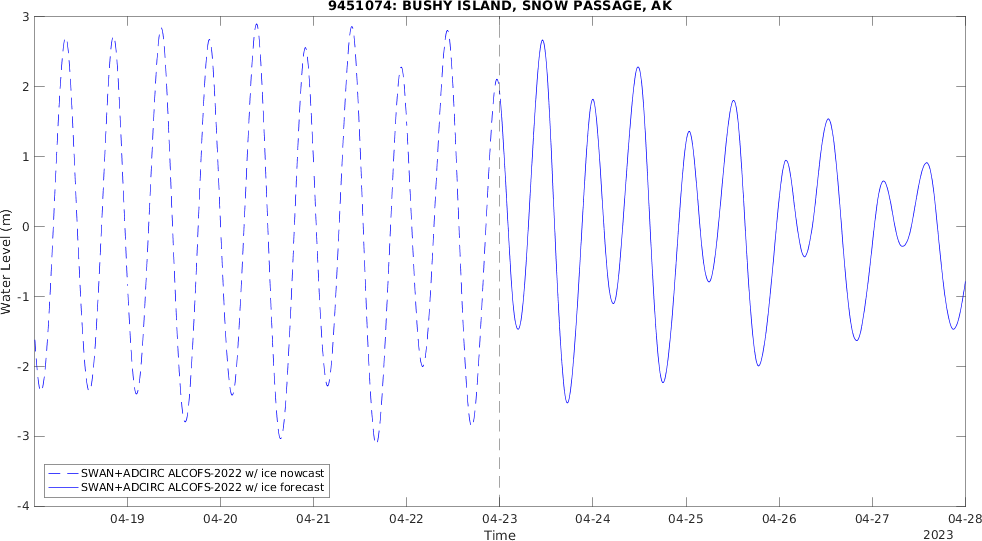 9451074: BUSHY ISLAND, SNOW PASSAGE, AK
3
2
1
0
-1
-2
-3
-4
Water Level (m)
SWAN+ADCIRC ALCOFS-2022 w/ ice nowcast
SWAN+ADCIRC ALCOFS-2022 w/ ice forecast
04-19 04-20 04-21 04-22 04-23 04-24 04-25 04-26 04-27 04-28
Time
2023